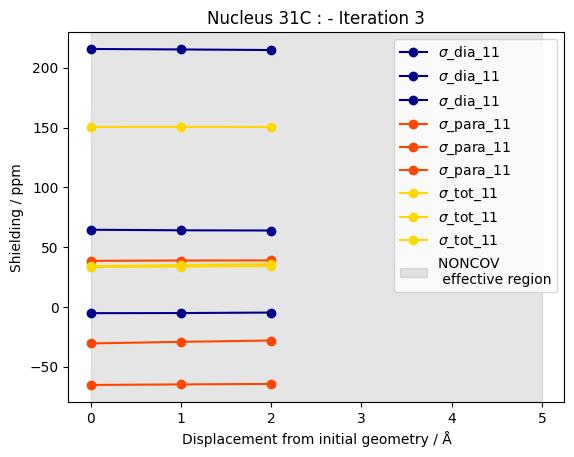 Nucleus 31C : - Iteration 3
Shielding / ppm
200
150
100
50
0
−50
σ_dia_11
σ_dia_11
σ_dia_11
σ_para_11
σ_para_11
σ_para_11
σ_tot_11
σ_tot_11
σ_tot_11
NONCOV
effective region
0 1 2 3 4 5
Displacement from initial geometry / Å